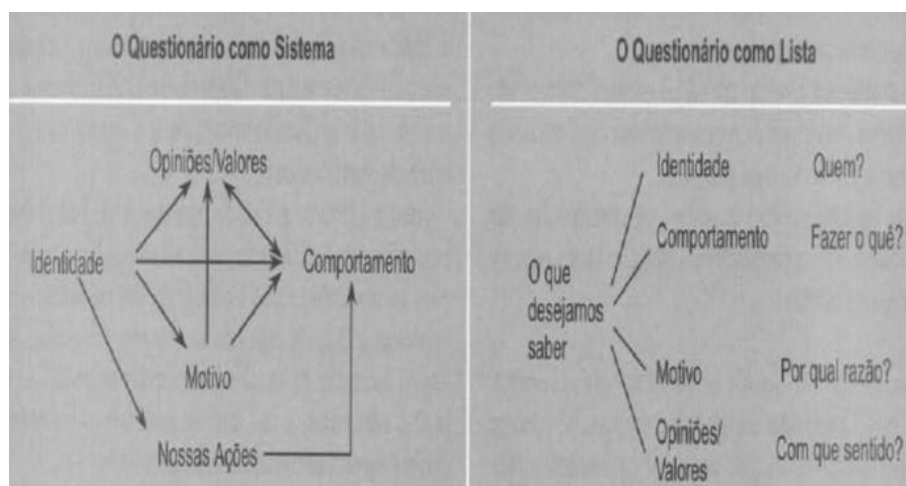 O Questionário como Sistema
Opiniões/Valores
Identidade
Comportamento
Motivo
Nossas Ações
O Questionário como Lista
Identidade Quem?
Comportamento Fazer o quê?
O que
desejamos
saber
Motivo Por qual razão?
Opiniões/
Valores Com que sentido?